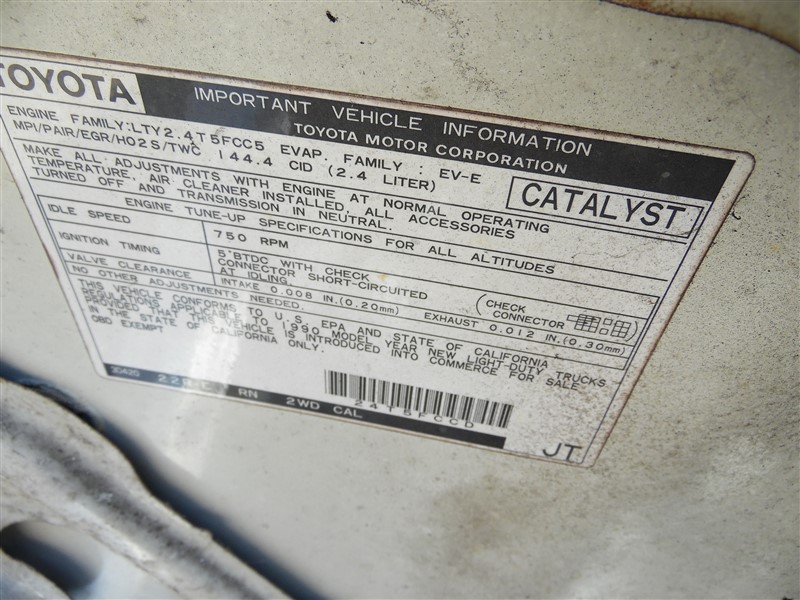 TOYOTA
IMPORTANT VEHICLE INFORMATION
TOYOTA MOTOR CORPORATION
ENGINE FAMILY:LTY2.4T5FCC5 EVAP. FAMILY : EV-E
MPI/PAIR/EGR/HO2S/TWC 144.4 CID (2.4 LITER)
CATALYST
MAKE ALL ADJUSTMENTS WITH ENGINE AT NORMAL OPERATING
TEMPERATURE, AIR CLEANER INSTALLED, ALL ACCESSORIES
TURNED OFF AND TRANSMISSION IN NEUTRAL.
ENGINE TUNE-UP SPECIFICATIONS FOR ALL ALTITUDES
IDLE SPEED 750 RPM
IGNITION TIMING 5°BTDC WITH CHECK
CONNECTOR SHORT-CIRCUITED
AT IDLING.
(CHECK
CONNECTOR
VALVE CLEARANCE INTAKE 0.008 IN.(0.20mm) EXHAUST 0.012 IN.(0.30mm)
NO OTHER ADJUSTMENTS NEEDED.
THIS VEHICLE CONFORMS TO U.S. EPA AND STATE OF CALIFORNIA
REGULATIONS APPLICABLE TO 1990 MODEL YEAR NEW LIGHT-DUTY TRUCKS
PROVIDED THAT THIS VEHICLE IS INTRODUCED INTO COMMERCE FOR SALE
IN THE STATE OF CALIFORNIA ONLY.
OBD EXEMPT
30420 22R-E RN 2WD CAL
24T5FCCD
JT